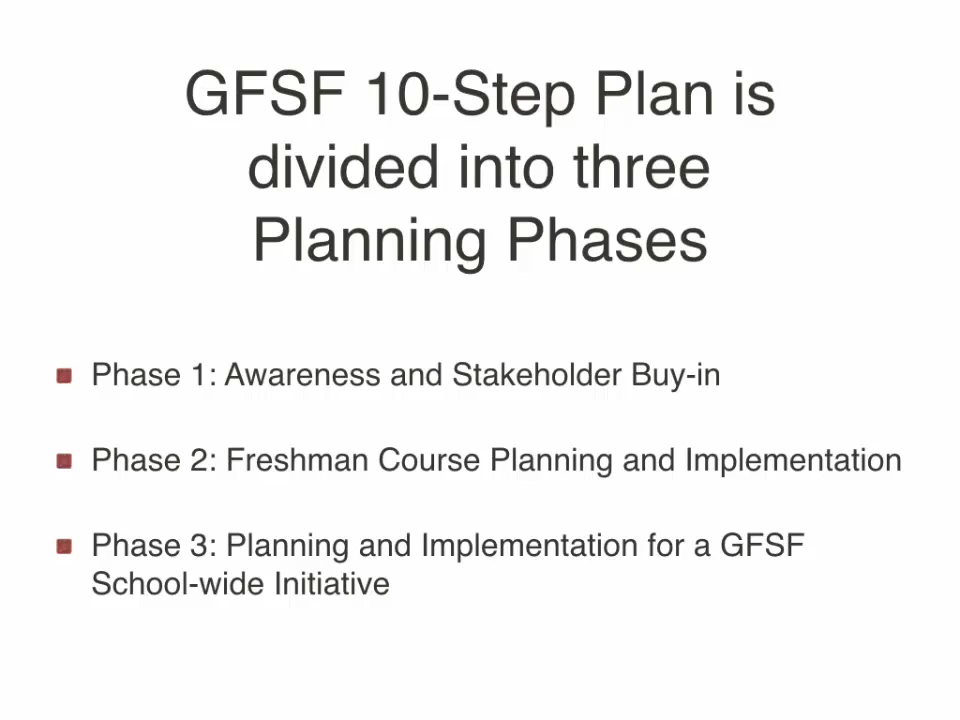 GFSF 10-Step Plan is
divided into three
Planning Phases
Phase 1: Awareness and Stakeholder Buy-in
Phase 2: Freshman Course Planning and Implementation
Phase 3: Planning and Implementation for a GFSF
School-wide Initiative